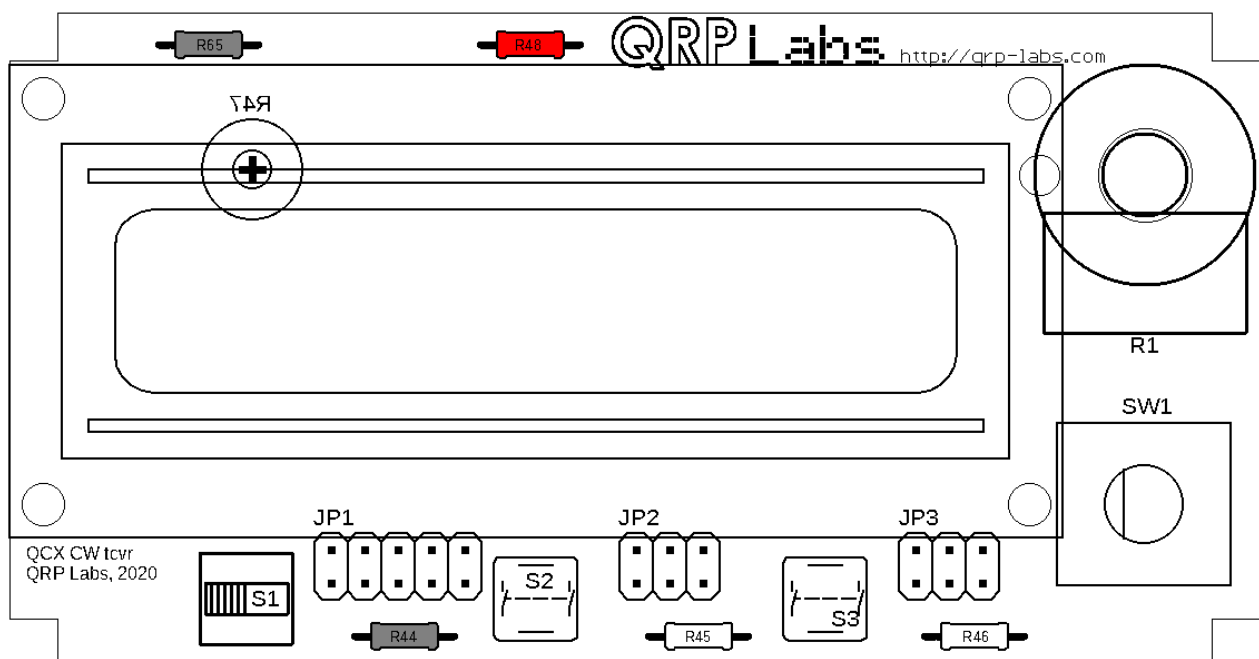 R65
R48
QRP Labs http://qrp-labs.com
R47
R1
SW1
JP1
JP2
JP3
QCX CW tcvr
QRP Labs, 2020
S1
S2
S3
R44
R45
R46